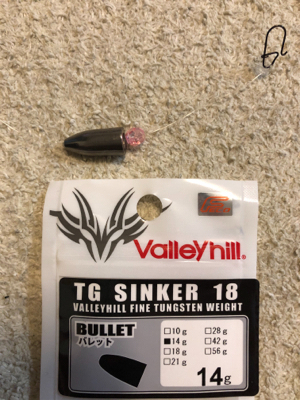 Valleyhill®
TG SINKER 18
VALLEYHILL FINE TUNGSTEN WEIGHT
BULLET
バレット
□10g □28g
■14g □42g
□18g □56g
□21g
14g